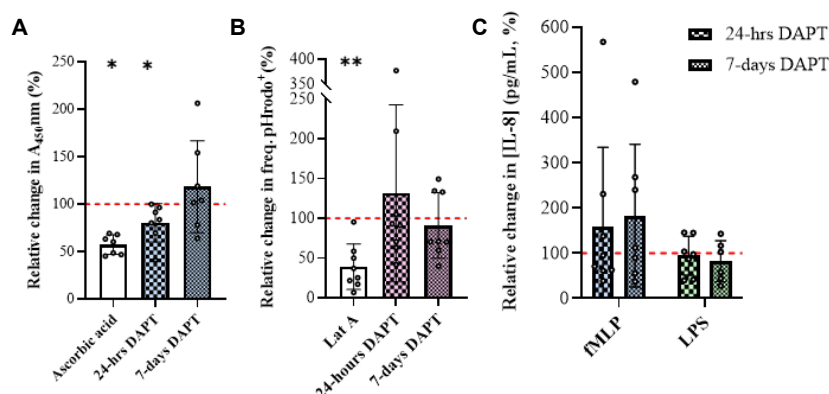 A
Relative change in A450nm (%)
250
200
150
100
50
0
* *
Ascorbic acid
24-hrs DAPT
7-days DAPT
B
Relative change in freq. pHrodo+ (%)
400
350
250
200
150
100
50
0
**
Lat A
24-hours DAPT
7-days DAPT
C
Relative change in [IL-8] (pg/mL, %)
600
500
400
300
200
100
0
fMLP
LPS
24-hrs DAPT
7-days DAPT